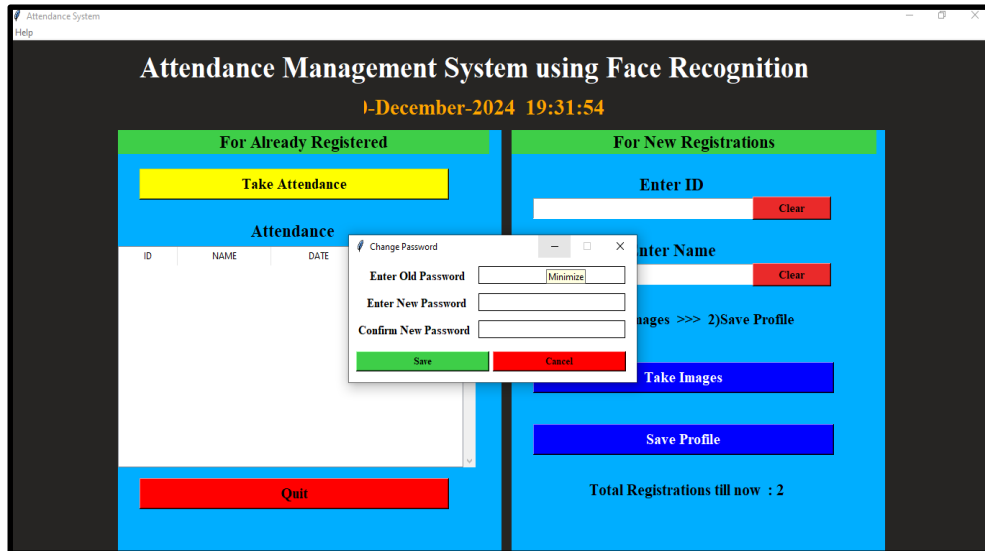 Attendance System
Help
Attendance Management System using Face Recognition
-December-2024 19:31:54
For Already Registered
Take Attendance
Attendance
ID NAME DATE
Quit
For New Registrations
Enter ID
Clear
Name
Clear
>>> 2)Save Profile
Take Images
Save Profile
Total Registrations till now : 2
Change Password
Enter Old Password
Minimize
Enter New Password
Confirm New Password
Save Cancel